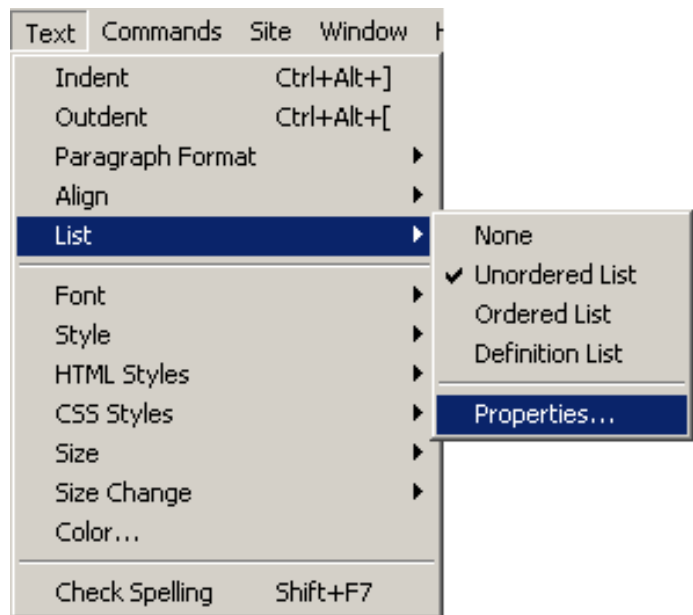 Text Commands Site Window
Indent Ctrl+Alt+]
Outdent Ctrl+Alt+[
Paragraph Format
Align
List
None
Unordered List
Ordered List
Definition List
Properties...
Font
Style
HTML Styles
CSS Styles
Size
Size Change
Color...
Check Spelling Shift+F7